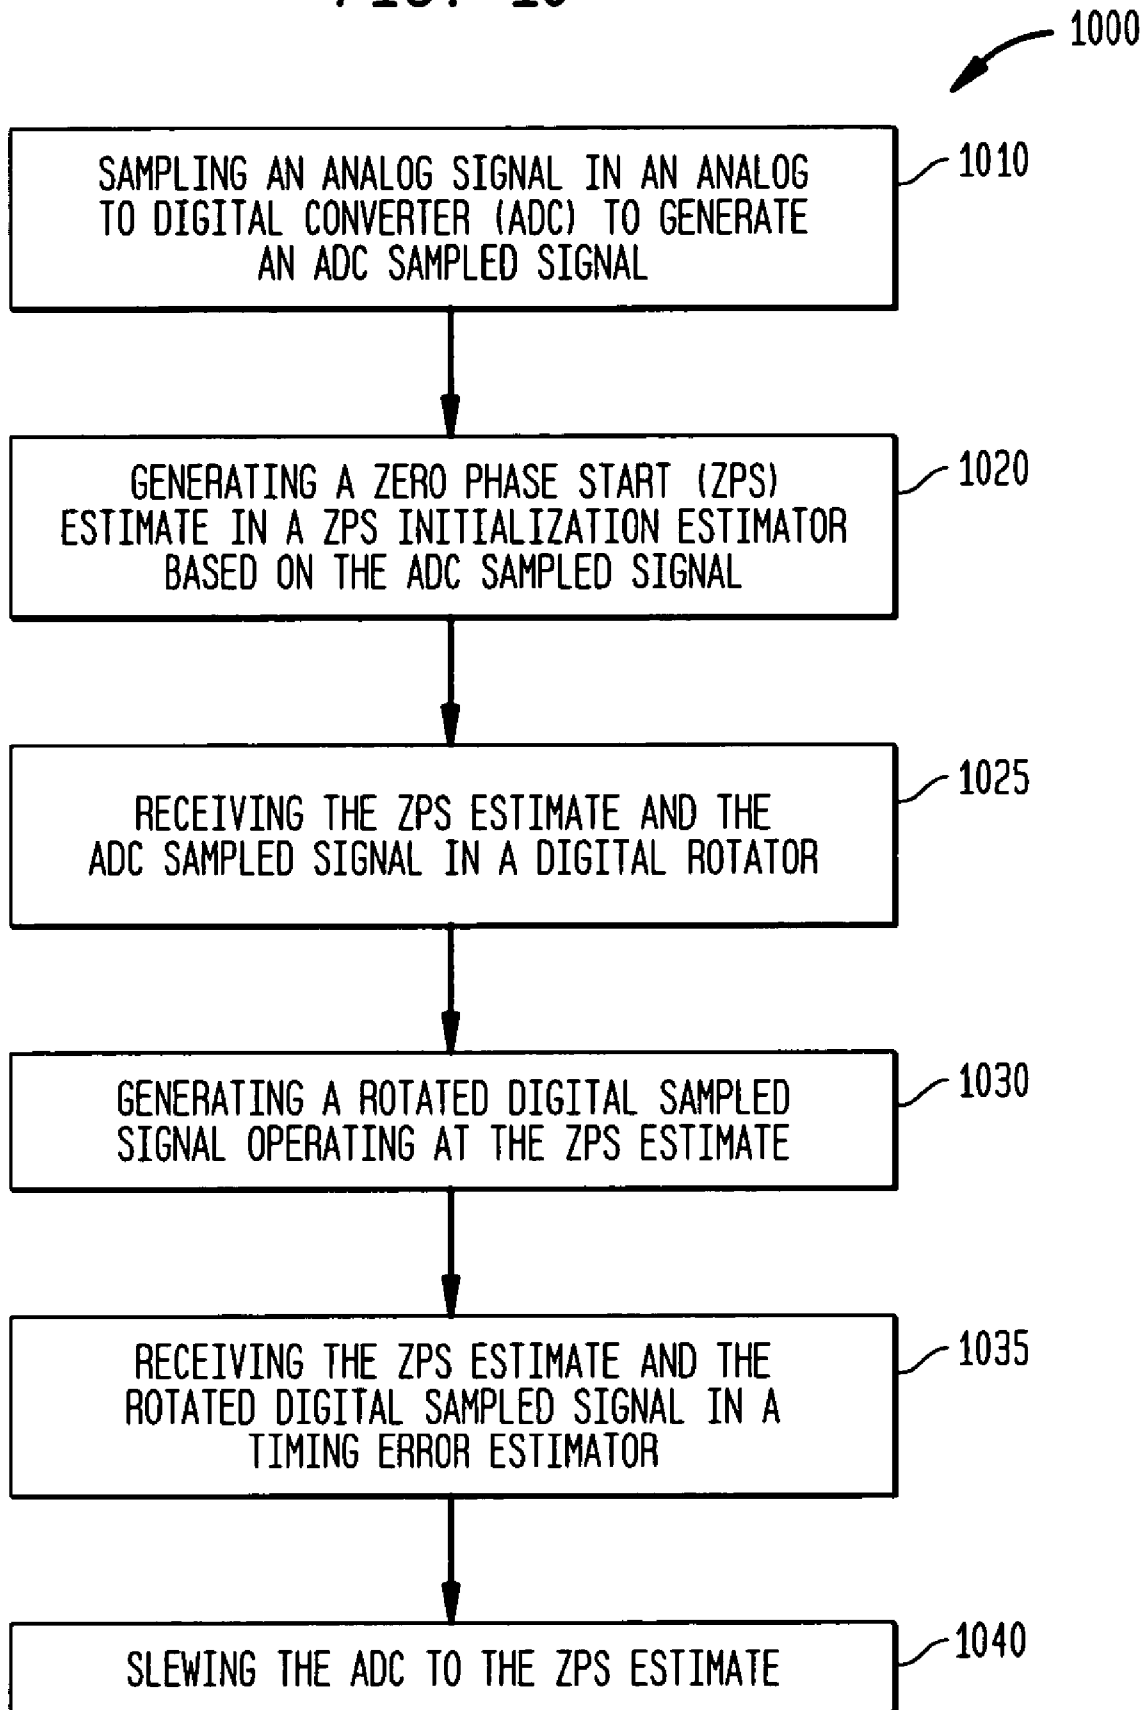 FIG. 10
1000
SAMPLING AN ANALOG SIGNAL IN AN ANALOG
TO DIGITAL CONVERTER (ADC) TO GENERATE
AN ADC SAMPLED SIGNAL
1010
GENERATING A ZERO PHASE START (ZPS)
ESTIMATE IN A ZPS INITIALIZATION ESTIMATOR
BASED ON THE ADC SAMPLED SIGNAL
1020
RECEIVING THE ZPS ESTIMATE AND THE
ADC SAMPLED SIGNAL IN A DIGITAL ROTATOR
1025
GENERATING A ROTATED DIGITAL SAMPLED
SIGNAL OPERATING AT THE ZPS ESTIMATE
1030
RECEIVING THE ZPS ESTIMATE AND THE
ROTATED DIGITAL SAMPLED SIGNAL IN A
TIMING ERROR ESTIMATOR
1035
SLEWING THE ADC TO THE ZPS ESTIMATE
1040